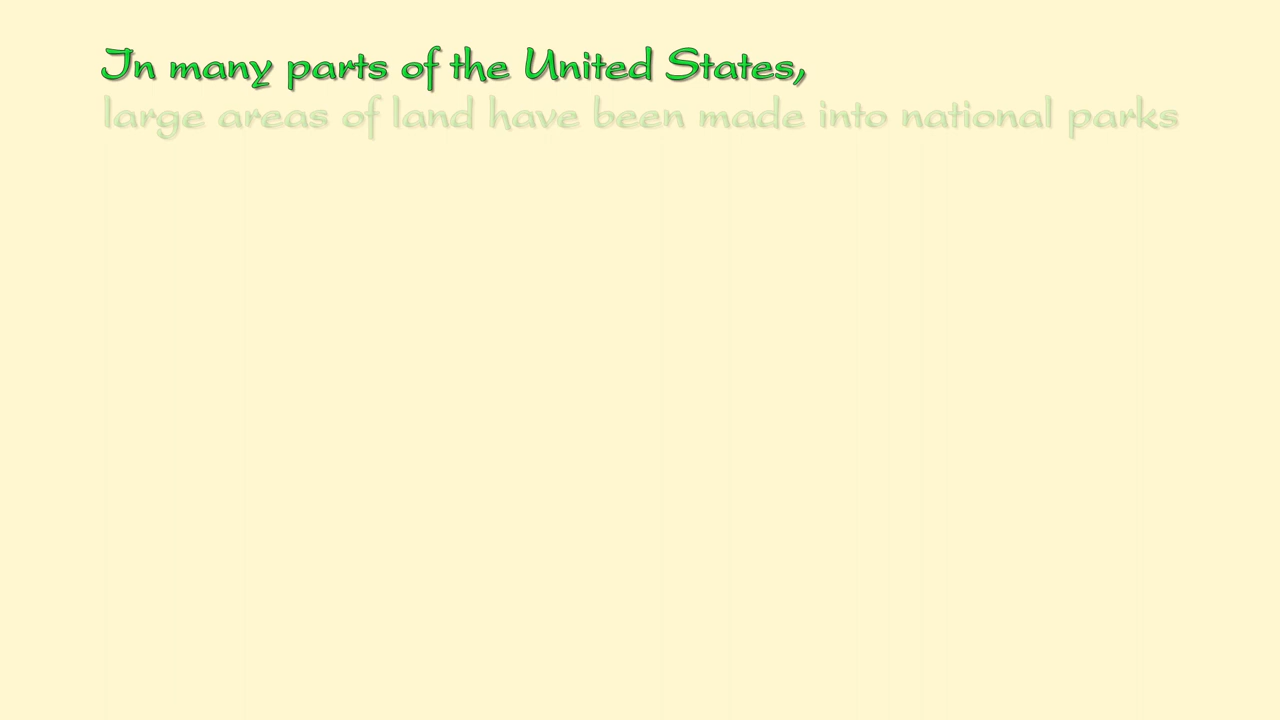 In many parts of the United States,
large areas of land have been made into national parks